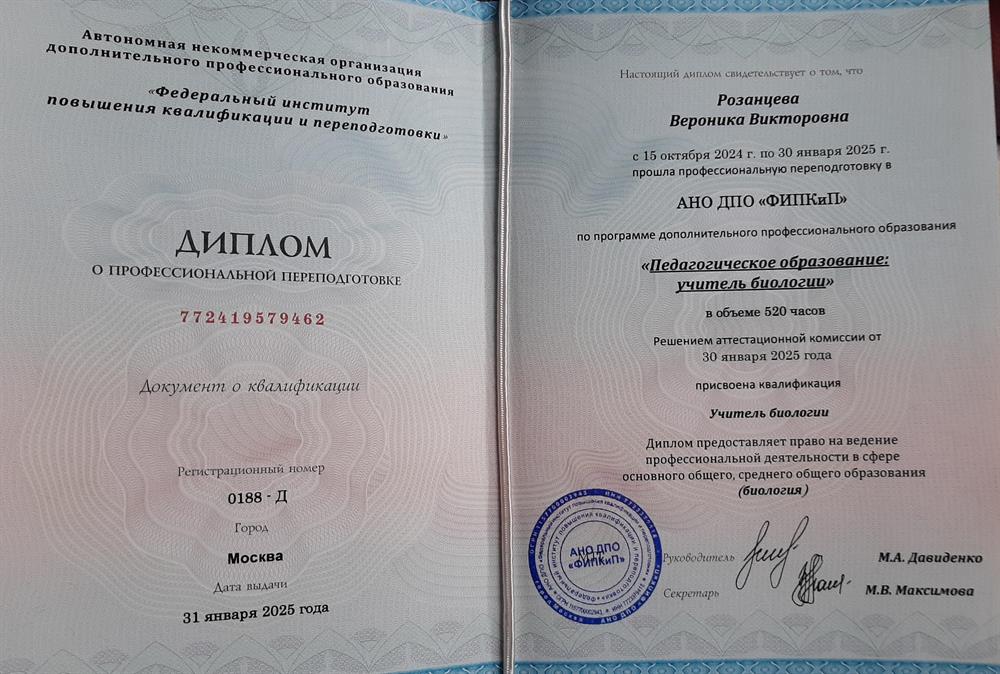 Автономная некоммерческая организация
дополнительного профессионального образования
«Федеральный институт
повышения квалификации и переподготовки»
ДИПЛОМ
О ПРОФЕССИОНАЛЬНОЙ ПЕРЕПОДГОТОВКЕ
772419579462
Документ о квалификации
Регистрационный номер
0188 - Д
Город
Москва
Дата выдачи
31 января 2025 года
Настоящий диплом свидетельствует о том, что
Розанцева
Вероника Викторовна
с 15 октября 2024 г. по 30 января 2025 г.
прошла профессиональную переподготовку в
АНО ДПО «ФИПКиП»
по программе дополнительного профессионального образования
«Педагогическое образование:
учитель биологии»
в объеме 520 часов
Решением аттестационной комиссии от
30 января 2025 года
присвоена квалификация
Учитель биологии
Диплом предоставляет право на ведение
профессиональной деятельности в сфере
основного общего, среднего общего образования
(биология)
АНО ДПО
«ФИПКиП»
М.П.
Руководитель
М.А. Давиденко
Секретарь
М.В. Максимова